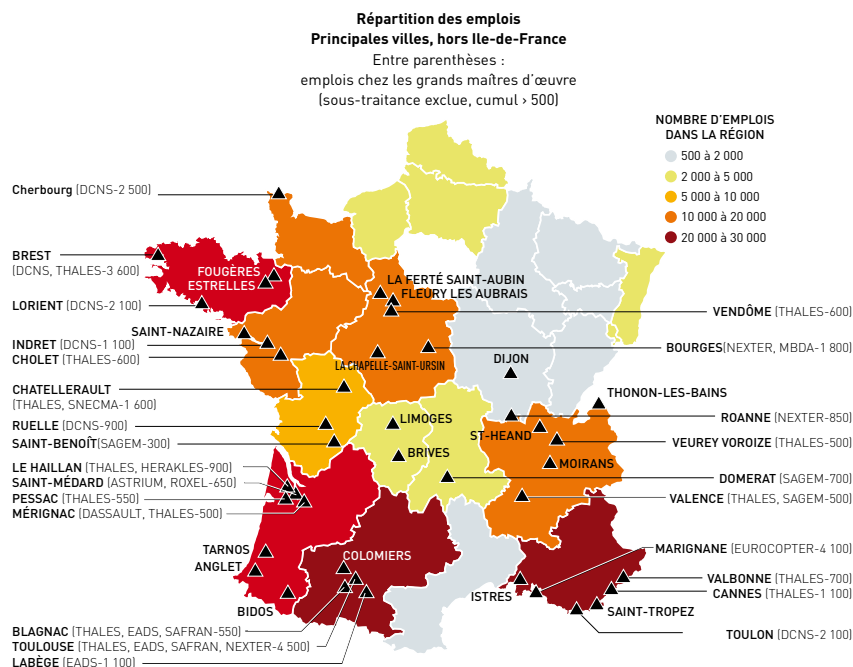 Répartition des emplois
Principales villes, hors Ile-de-France
Entre parenthèses :
emplois chez les grands maîtres d’œuvre
(sous-traitance exclue, cumul > 500)
NOMBRE D’EMPLOIS
DANS LA RÉGION
500 à 2 000
2 000 à 5 000
5 000 à 10 000
10 000 à 20 000
20 000 à 30 000
Cherbourg (DCNS-2 500)
BREST
(DCNS, THALES-3 600)
FOUGÈRES
ESTRELLES
LORIENT (DCNS-2 100)
SAINT-NAZAIRE
INDRET (DCNS-1 100)
CHOLET (THALES-600)
CHATELLERAULT
(THALES, SNECMA-1 600)
RUELLE (DCNS-900)
SAINT-BENOÎT(SAGEM-300)
LE HAILLAN (THALES, HERAKLES-900)
SAINT-MÉDARD (ASTRIUM, ROXEL-650)
PESSAC (THALES-550)
MÉRIGNAC (DASSAULT, THALES-500)
TARNOS
ANGLET
BIDOS
BLAGNAC (THALES, EADS, SAFRAN-550)
TOULOUSE (THALES, EADS, SAFRAN, NEXTER-4 500)
LABÈGE (EADS-1 100)
LA FERTÉ SAINT-AUBIN
FLEURY LES AUBRAIS
LA CHAPELLE-SAINT-URSIN
LIMOGES
BRIVES
COLOMIERS
DIJON
ST-HEAND
MOIRANS
ISTRES
SAINT-TROPEZ
VENDÔME (THALES-600)
BOURGES(NEXTER, MBDA-1 800)
THONON-LES-BAINS
ROANNE (NEXTER-850)
VEUREY VOROIZE (THALES-500)
DOMERAT (SAGEM-700)
VALENCE (THALES, SAGEM-500)
MARIGNANE (EUROCOPTER-4 100)
VALBONNE (THALES-700)
CANNES (THALES-1 100)
TOULON (DCNS-2 100)